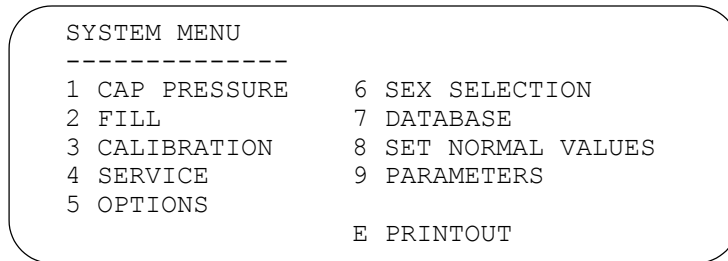 SYSTEM MENU
--------------
1 CAP PRESSURE 6 SEX SELECTION
2 FILL 7 DATABASE
3 CALIBRATION 8 SET NORMAL VALUES
4 SERVICE 9 PARAMETERS
5 OPTIONS
E PRINTOUT